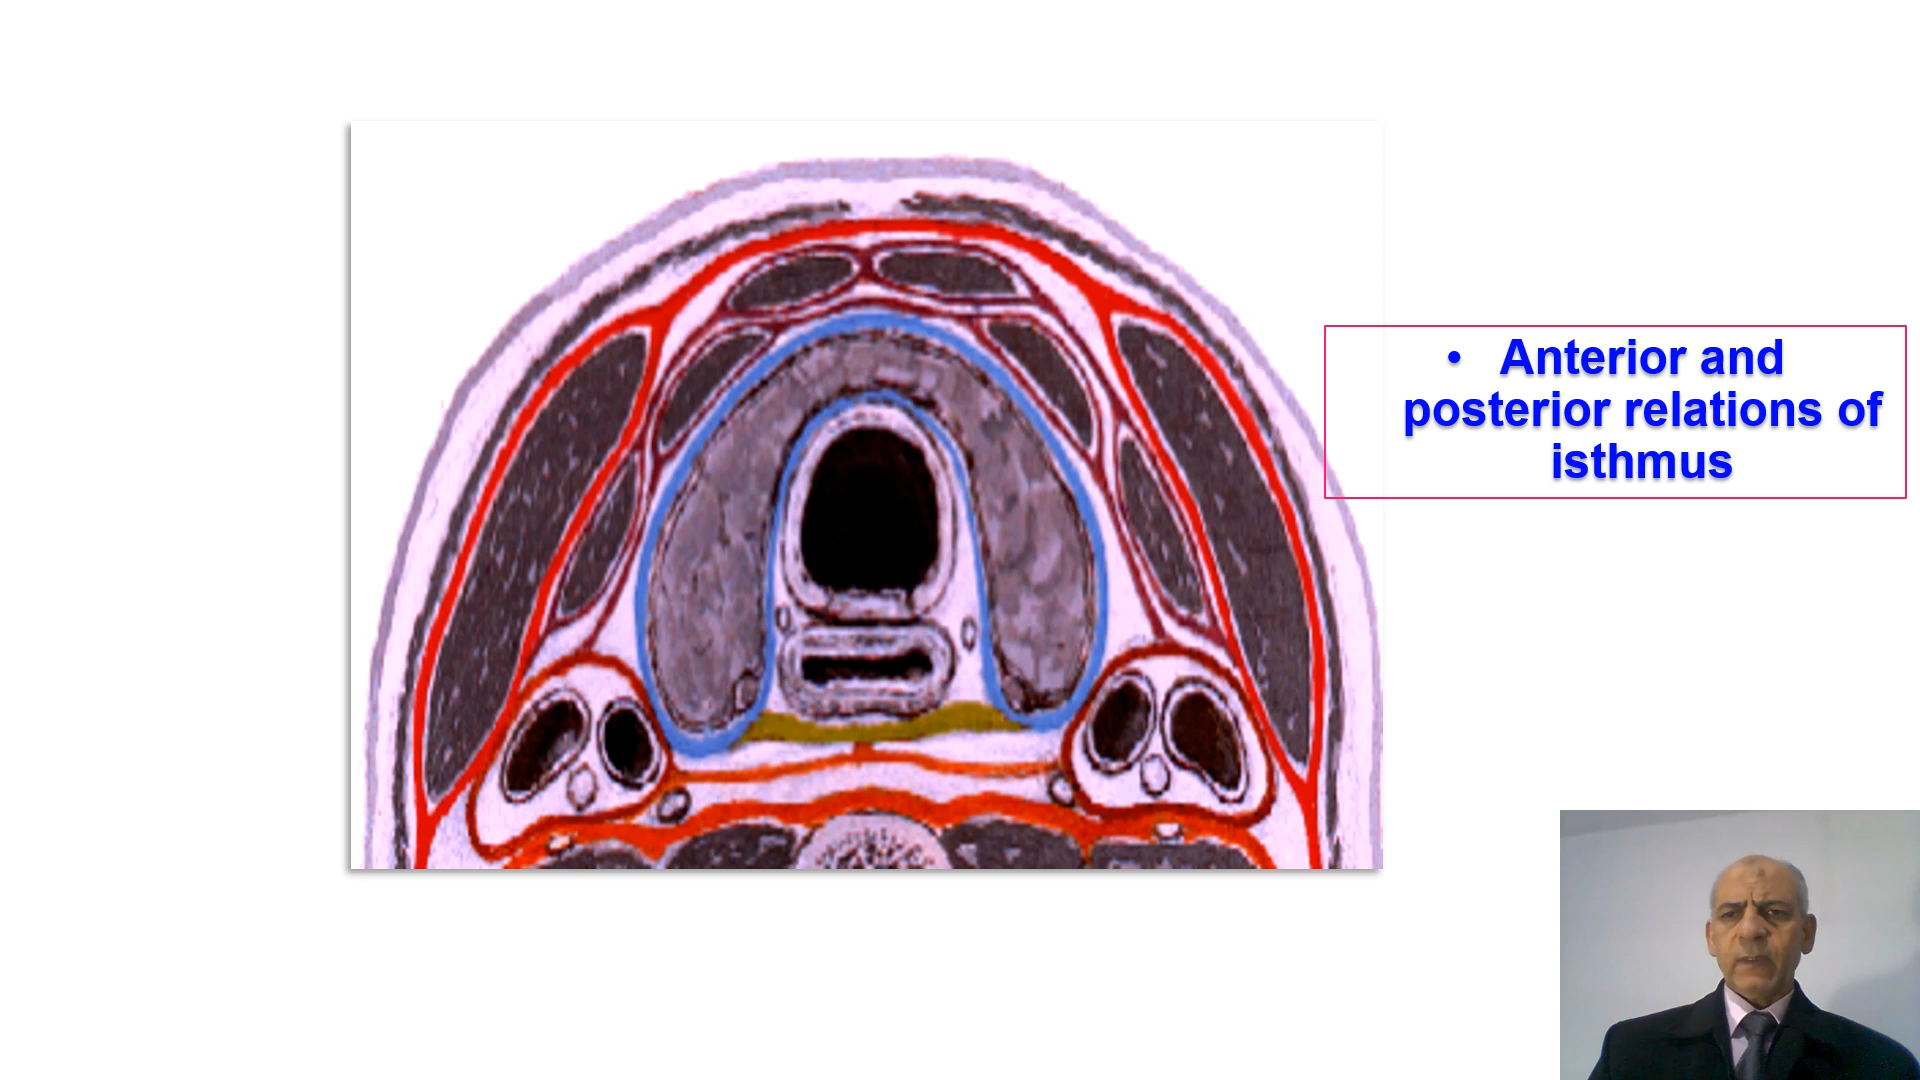 • Anterior and
posterior relations of
isthmus